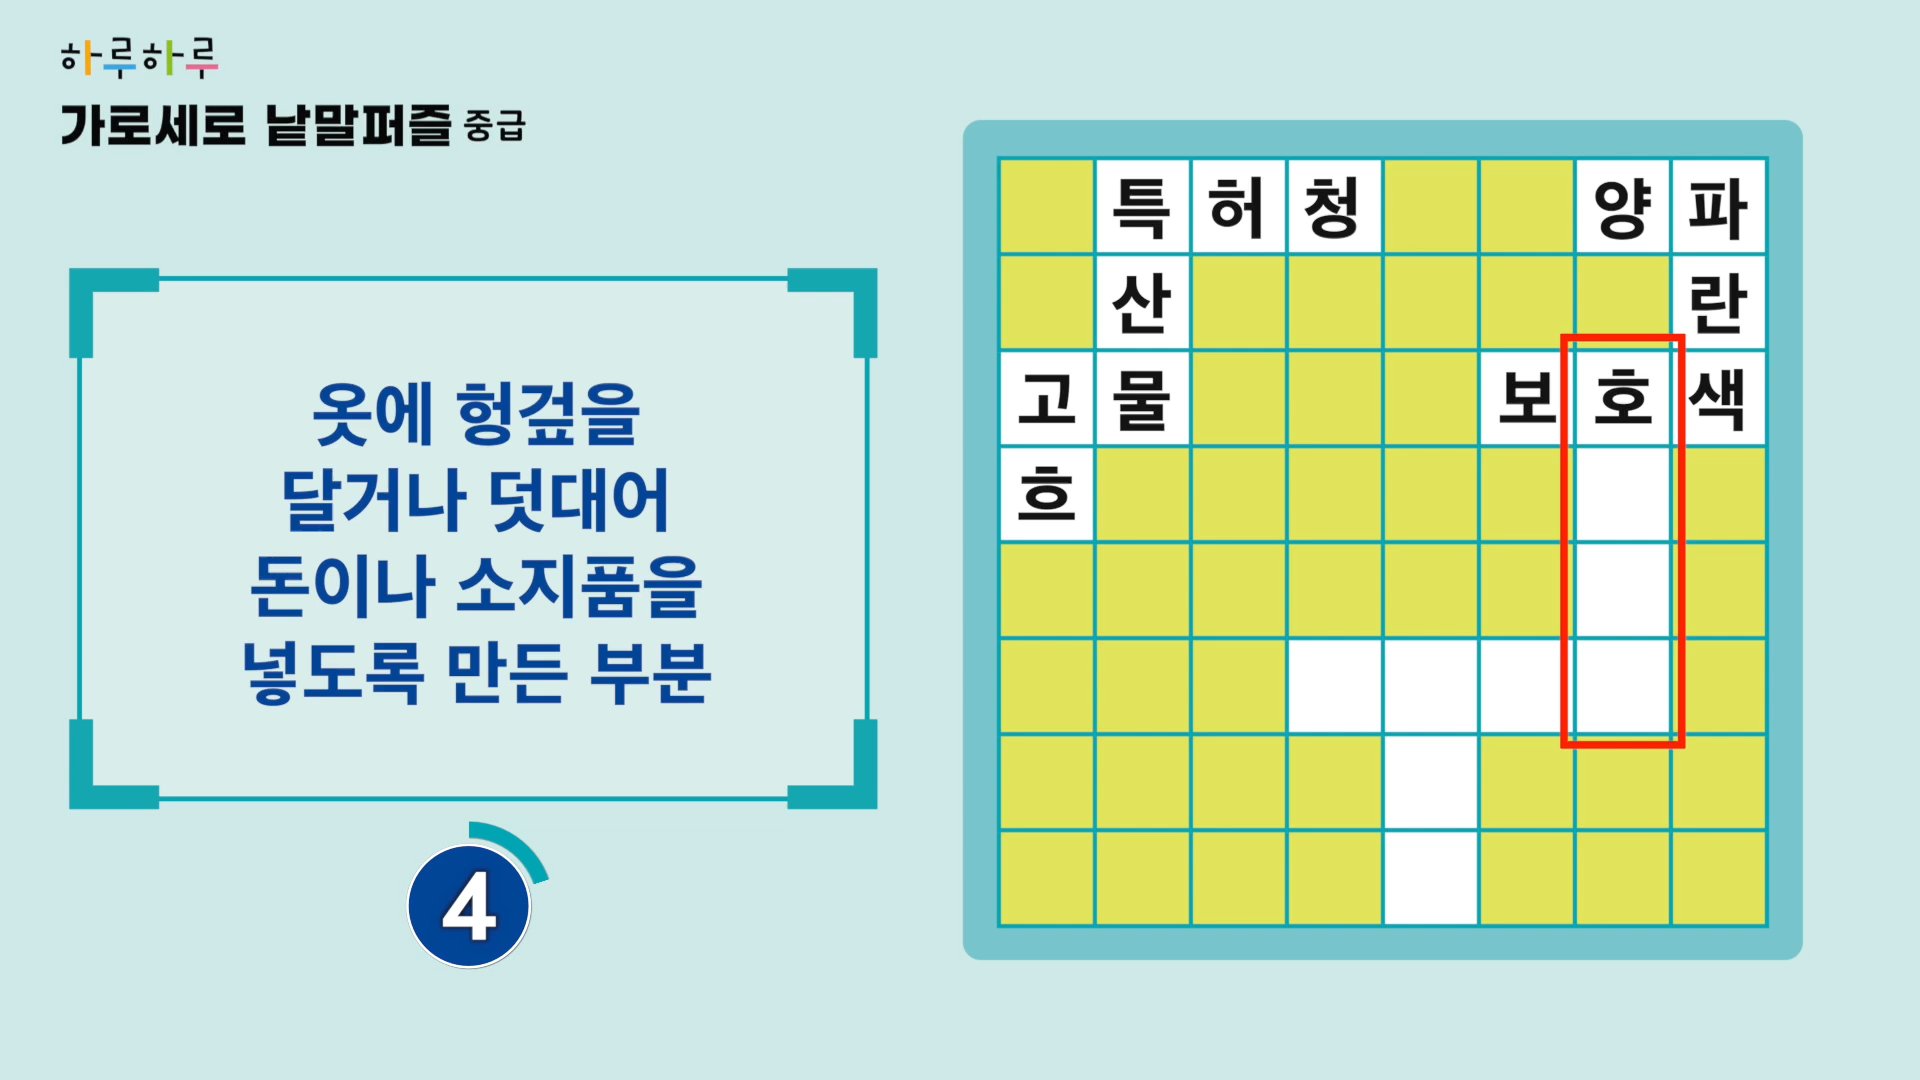 하루하루
가로세로 낱말퍼즐 중급
옷에 헝겊을
달거나 덧대어
돈이나 소지품을
넣도록 만든 부분
4
특허청 양파
산 란
고물 보호색
흐